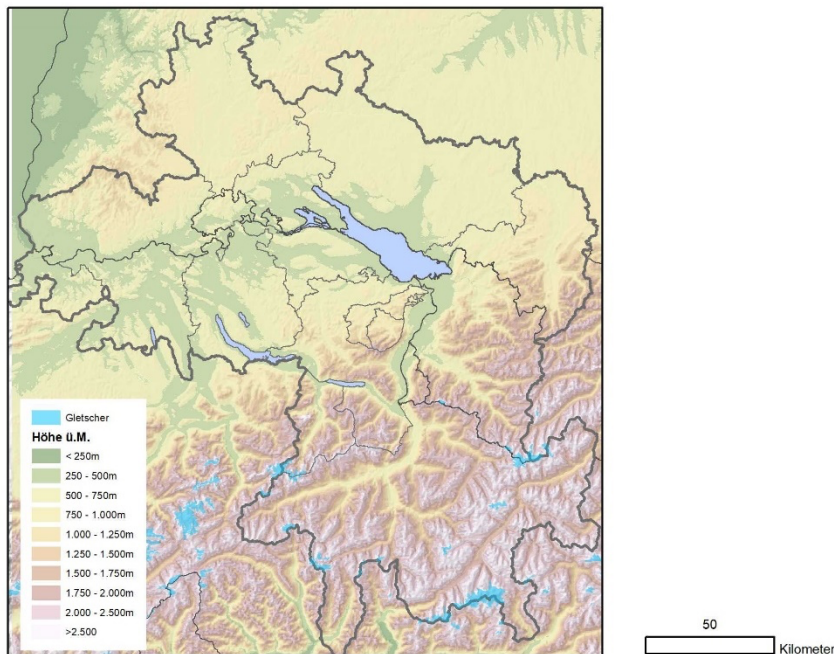 Gletscher
Höhe ü.M.
< 250m
250 - 500m
500 - 750m
750 - 1.000m
1.000 - 1.250m
1.250 - 1.500m
1.500 - 1.750m
1.750 - 2.000m
2.000 - 2.500m
>2.500
50
Kilometer